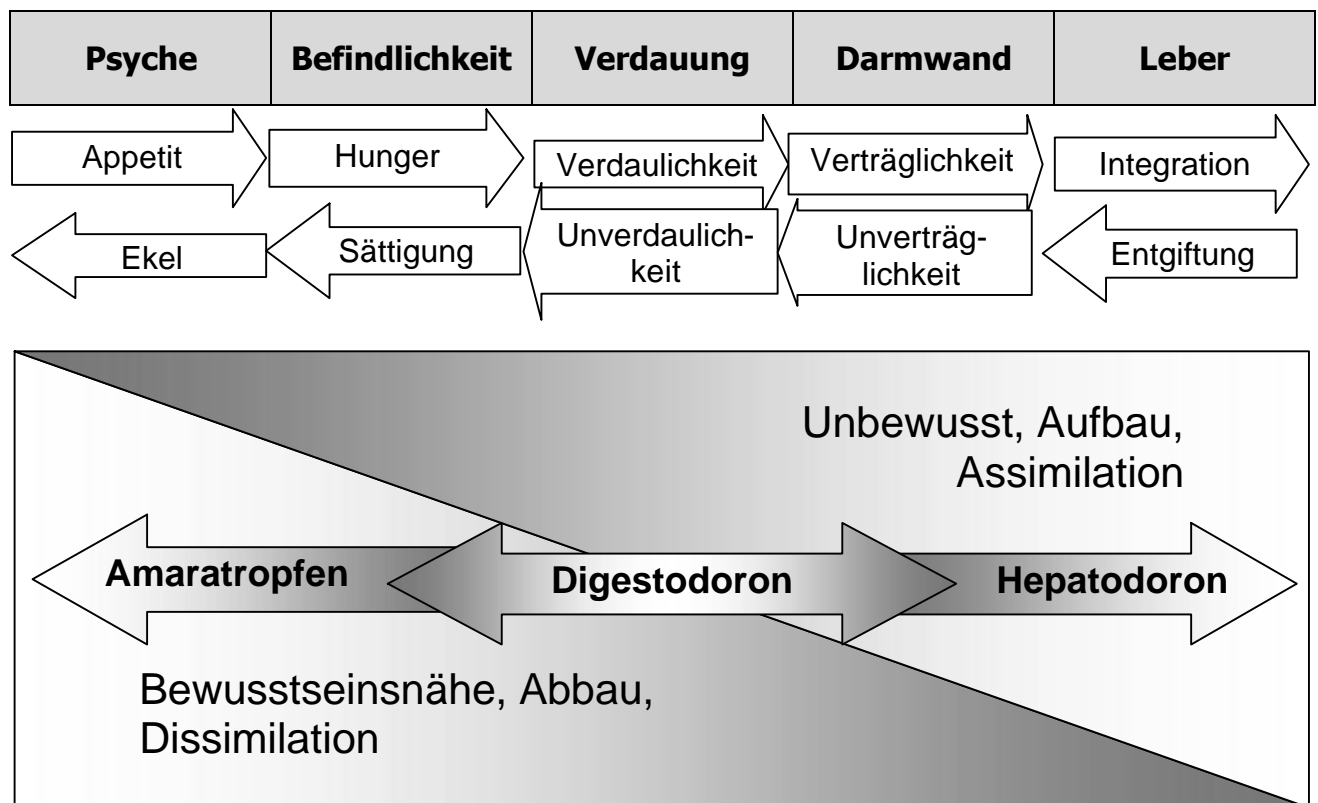 Psyche Befindlichkeit Verdauung Darmwand Leber
Appetit Hunger Verdaulichkeit Verträglichkeit Integration
Ekel Sättigung Unverdaulich-
keit Unverträg-
lichkeit Entgiftung
Unbewusst, Aufbau,
Assimilation
Amaratropfen Digestodoron Hepatodoron
Bewusstseinsnähe, Abbau,
Dissimilation